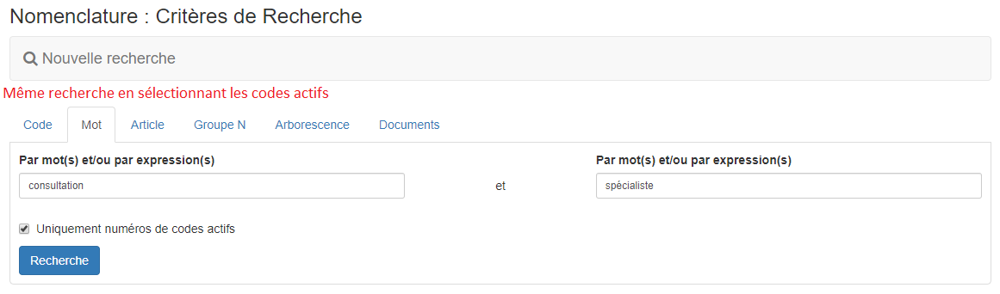 Nomenclature : Critères de Recherche
Nouvelle recherche
Même recherche en sélectionnant les codes actifs
Code Mot Article Groupe N Arborescence Documents
Par mot(s) et/ou par expression(s) Par mot(s) et/ou par expression(s)
consultation et spécialiste
Uniquement numéros de codes actifs
Recherche